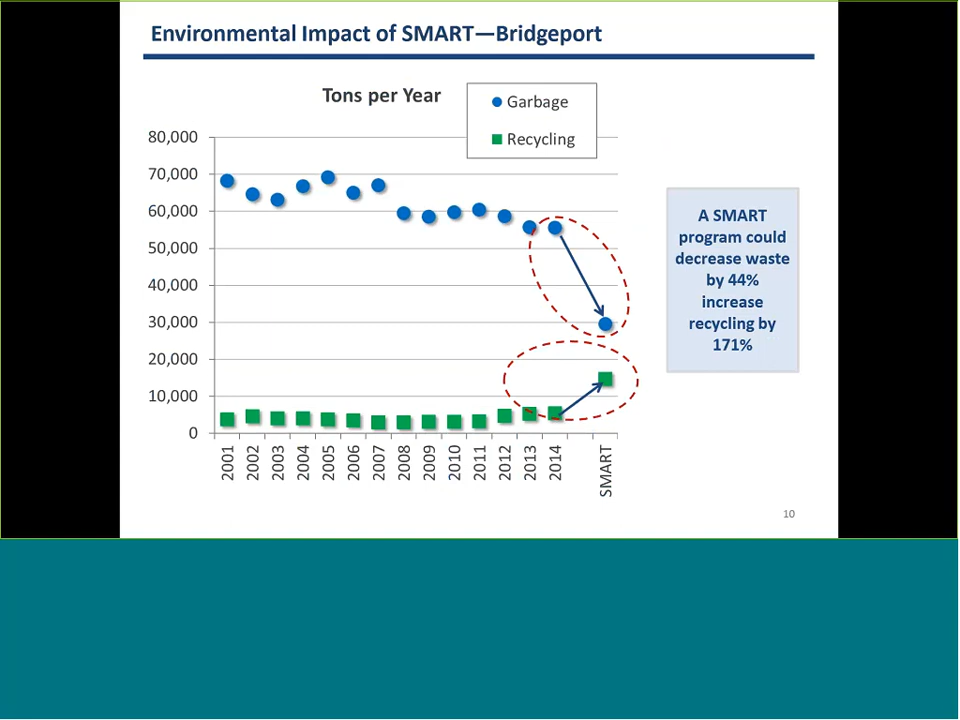 Environmental Impact of SMART—Bridgeport
Tons per Year
Garbage
Recycling
80,000
70,000
60,000
50,000
40,000
30,000
20,000
10,000
0
2001
2002
2003
2004
2005
2006
2007
2008
2009
2010
2011
2012
2013
2014
SMART
A SMART
program could
decrease waste
by 44%
increase
recycling by
171%
10